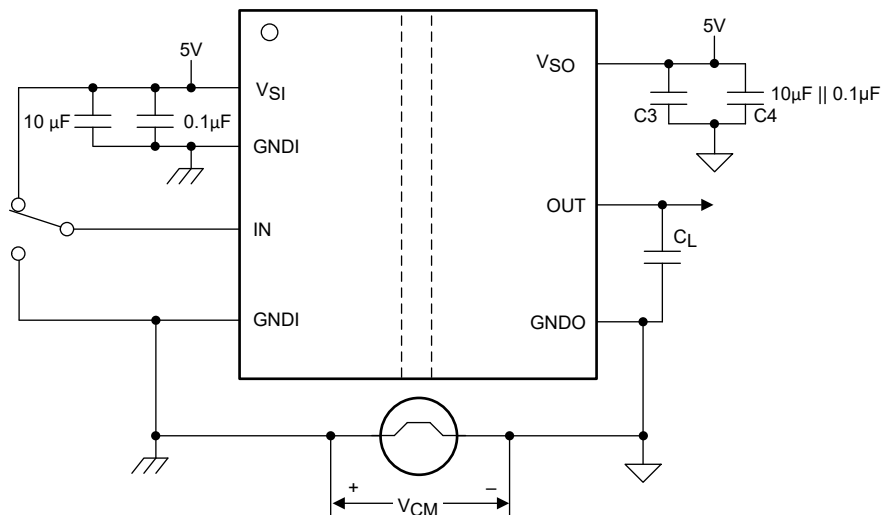 5V
5V
V_SI
V_SO
10 μF
0.1μF
C3
C4
10μF || 0.1μF
GNDI
IN
OUT
C_L
GNDI
GNDO
+
–
V_CM